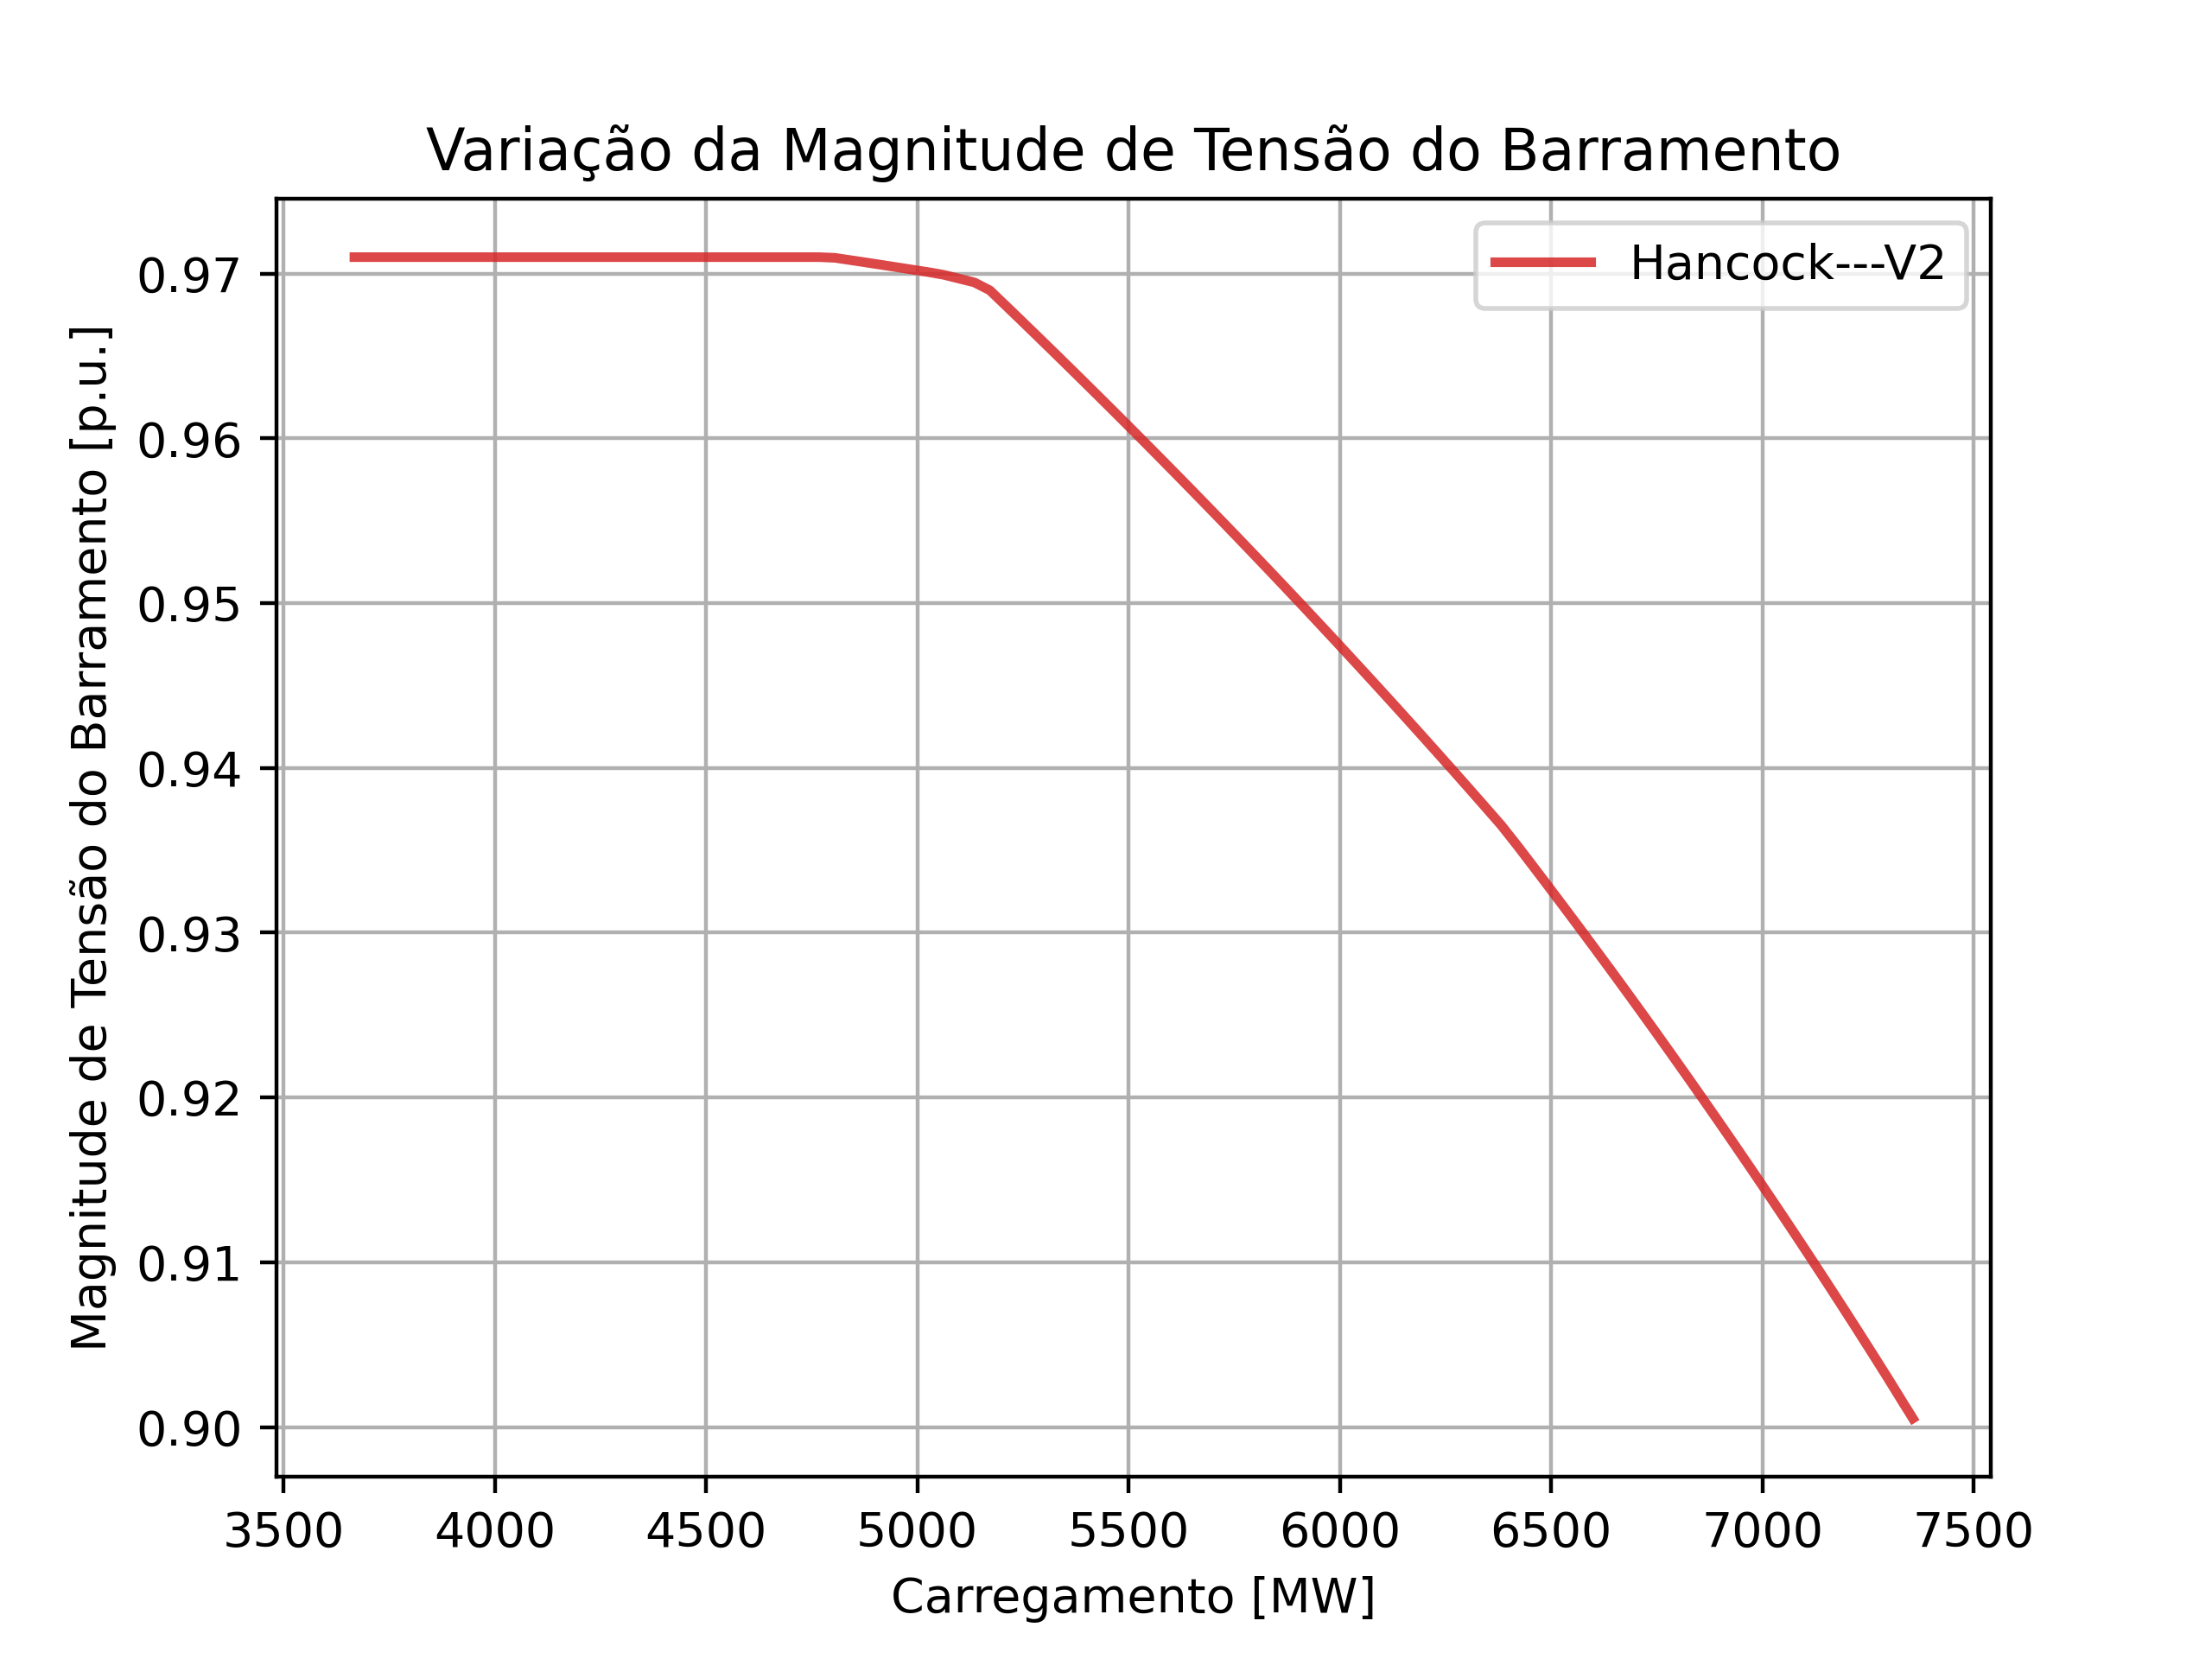 Variação da Magnitude de Tensão do Barramento
Hancock---V2
Magnitude de Tensão do Barramento [p.u.]
0.97
0.96
0.95
0.94
0.93
0.92
0.91
0.90
3500 4000 4500 5000 5500 6000 6500 7000 7500
Carregamento [MW]